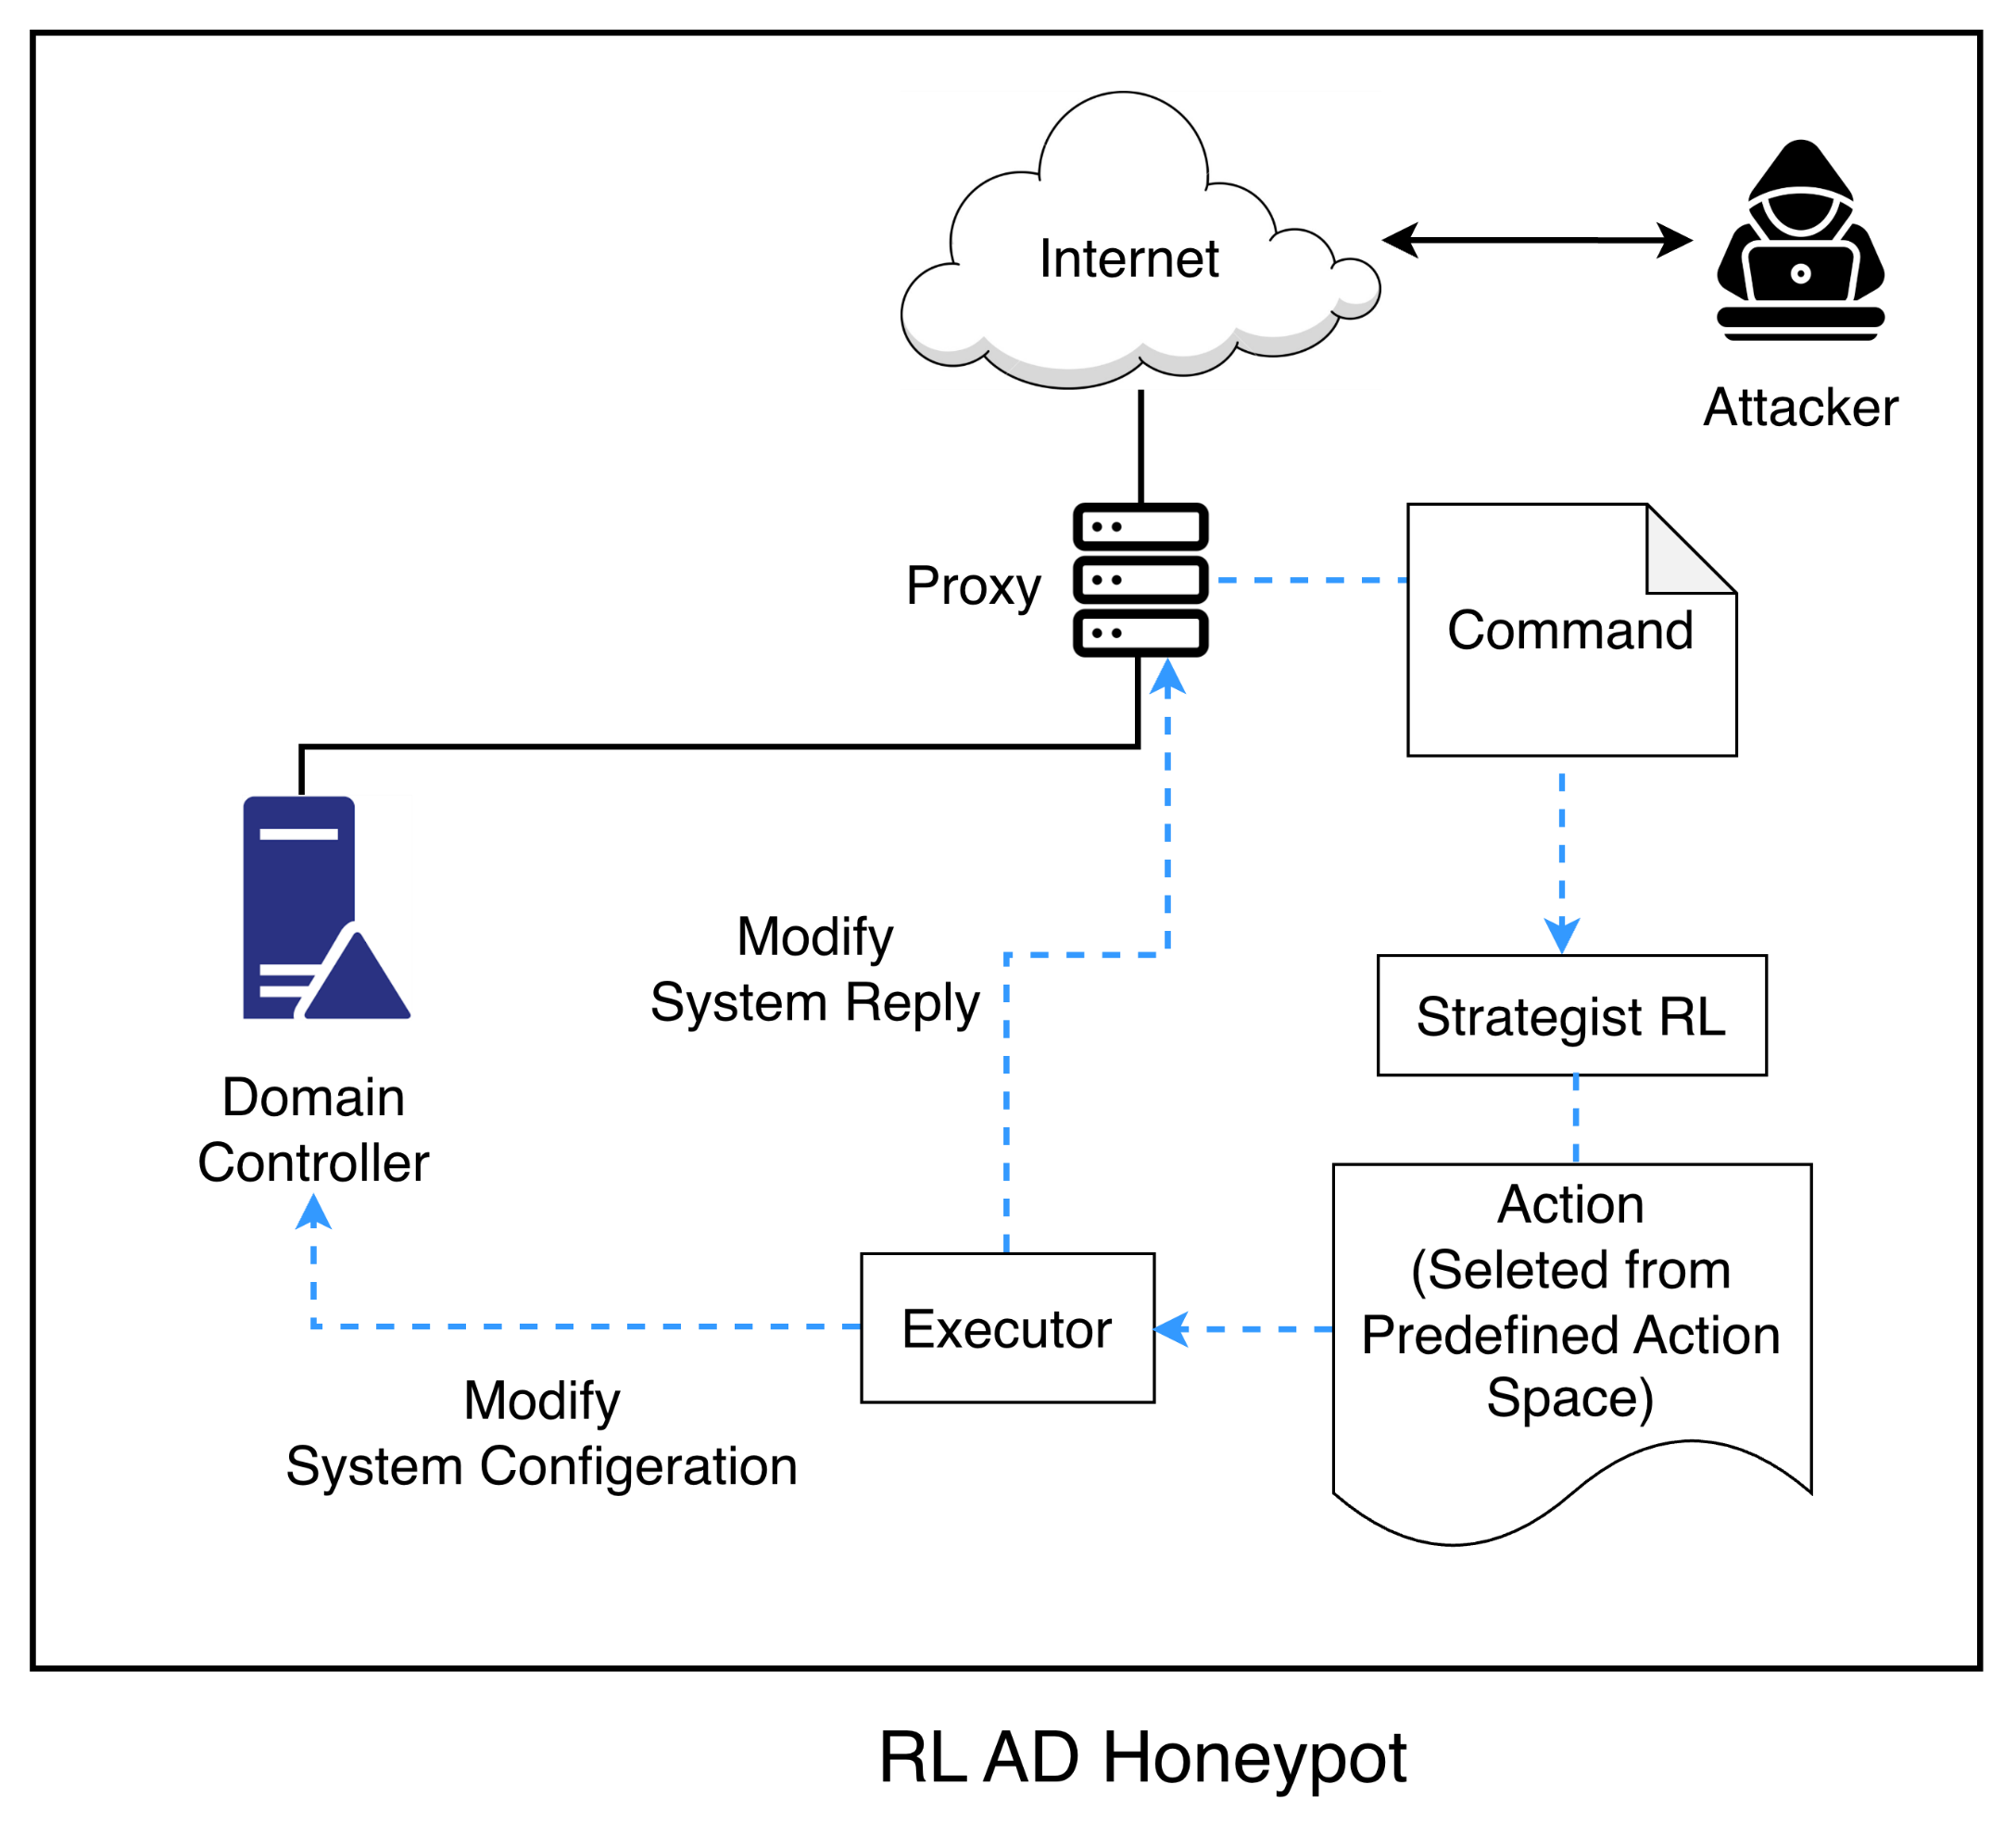 Internet
Attacker
Proxy
Command
Modify
System Reply
Strategist RL
Domain
Controller
Action
(Seleted from
Predefined Action
Space)
Executor
Modify
System Configeration
RL AD Honeypot